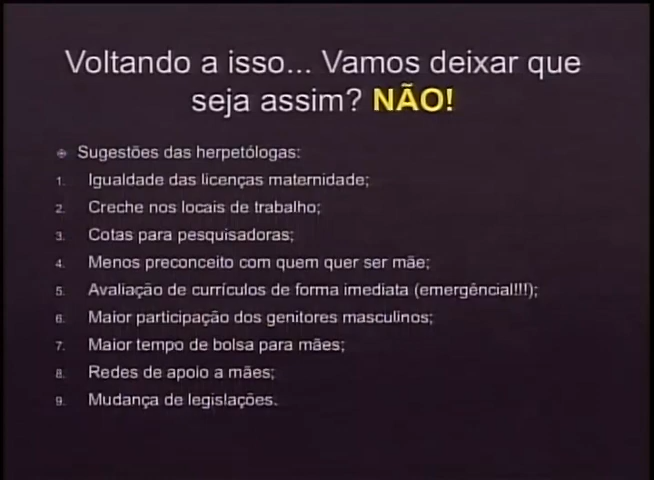 Voltando a isso... Vamos deixar que
seja assim? NÃO!
Sugestões das herpetólogas:
1. Igualdade das licenças maternidade;
2. Creche nos locais de trabalho;
3. Cotas para pesquisadoras;
4. Menos preconceito com quem quer ser mãe;
5. Avaliação de currículos de forma imediata (emergêncial!!!);
6. Maior participação dos genitores masculinos;
7. Maior tempo de bolsa para mães;
8. Redes de apoio a mães;
9. Mudança de legislações.